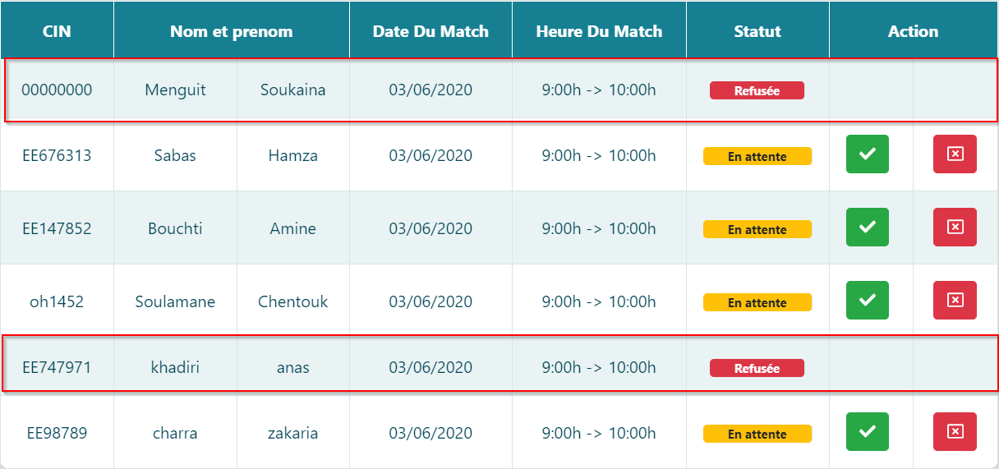 CIN Nom et prenom Date Du Match Heure Du Match Statut Action
00000000 Menguit Soukaina 03/06/2020 9:00h -> 10:00h Refusée
EE676313 Sabas Hamza 03/06/2020 9:00h -> 10:00h En attente
EE147852 Bouchti Amine 03/06/2020 9:00h -> 10:00h En attente
oh1452 Soulamane Chentouk 03/06/2020 9:00h -> 10:00h En attente
EE747971 khadiri anas 03/06/2020 9:00h -> 10:00h Refusée
EE98789 charra zakaria 03/06/2020 9:00h -> 10:00h En attente